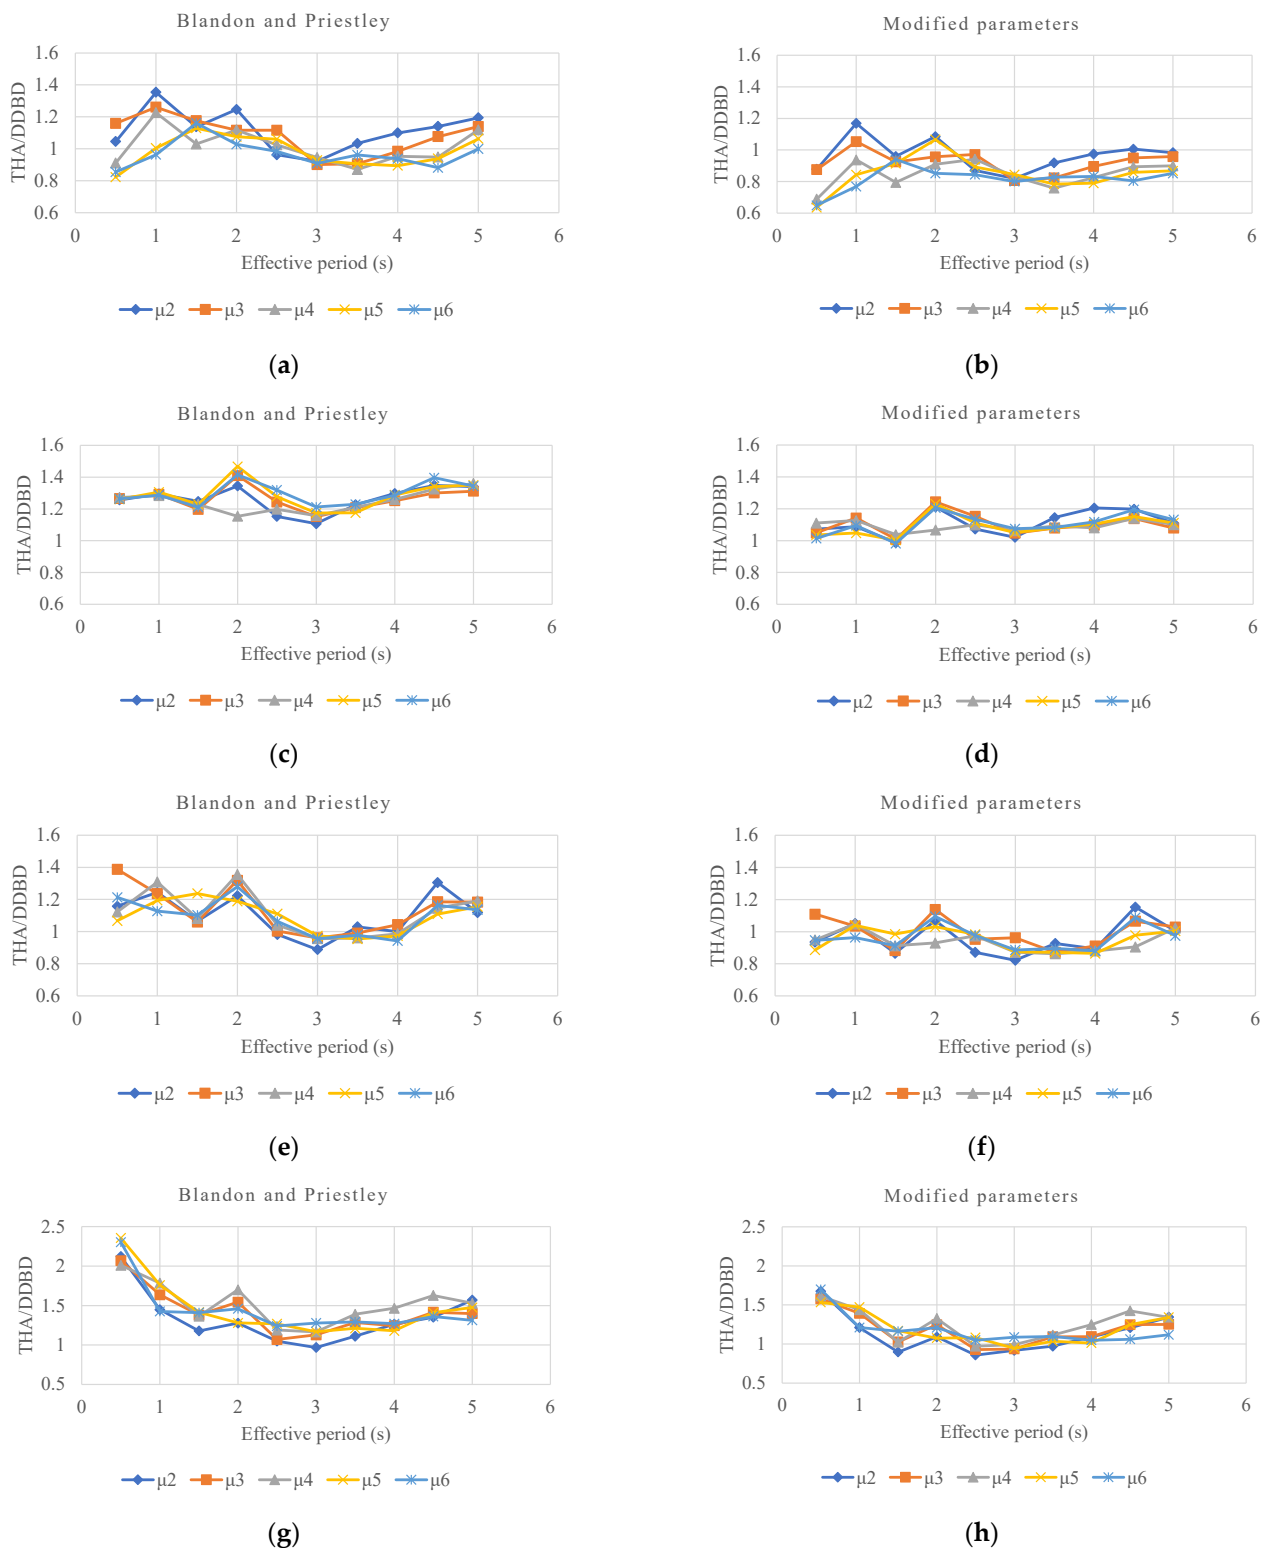 Blandon and Priestley
THA/DDBD
1.6
1.4
1.2
1
0.8
0.6
0 1 2 3 4 5 6
Effective period (s)
μ2 μ3 μ4 μ5 μ6
(a)
Modified parameters
THA/DDBD
1.6
1.4
1.2
1
0.8
0.6
0 1 2 3 4 5 6
Effective period (s)
μ2 μ3 μ4 μ5 μ6
(b)
Blandon and Priestley
THA/DDBD
1.6
1.4
1.2
1
0.8
0.6
0 1 2 3 4 5 6
Effective period (s)
μ2 μ3 μ4 μ5 μ6
(c)
Modified parameters
THA/DDBD
1.6
1.4
1.2
1
0.8
0.6
0 1 2 3 4 5 6
Effective period (s)
μ2 μ3 μ4 μ5 μ6
(d)
Blandon and Priestley
THA/DDBD
1.6
1.4
1.2
1
0.8
0.6
0 1 2 3 4 5 6
Effective period (s)
μ2 μ3 μ4 μ5 μ6
(e)
Modified parameters
THA/DDBD
1.6
1.4
1.2
1
0.8
0.6
0 1 2 3 4 5 6
Effective period (s)
μ2 μ3 μ4 μ5 μ6
(f)
Blandon and Priestley
THA/DDBD
2.5
2
1.5
1
0.5
0 1 2 3 4 5 6
Effective period (s)
μ2 μ3 μ4 μ5 μ6
(g)
Modified parameters
THA/DDBD
2.5
2
1.5
1
0.5
0 1 2 3 4 5 6
Effective period (s)
μ2 μ3 μ4 μ5 μ6
(h)